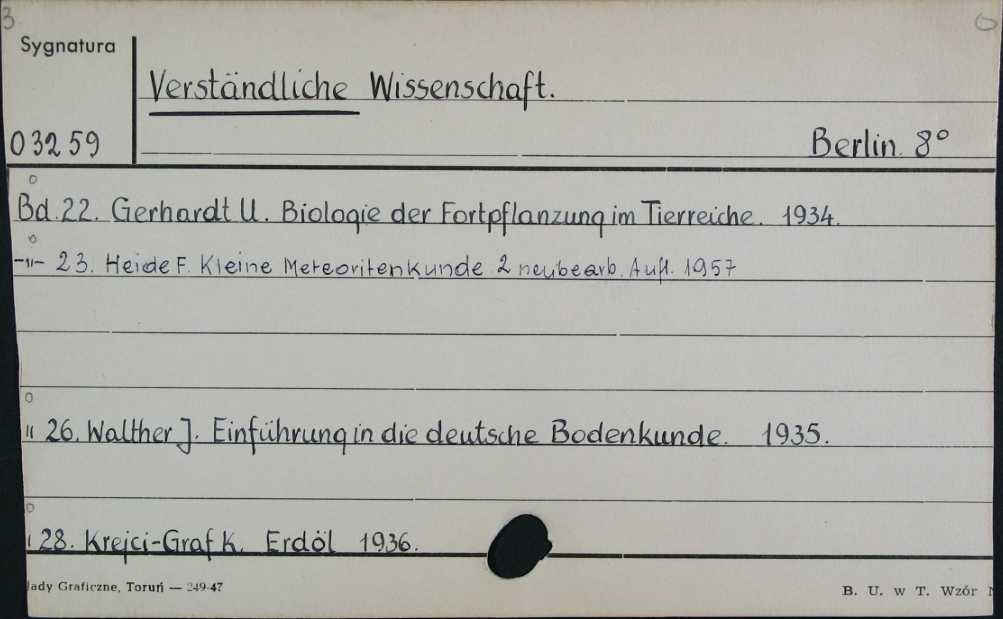 3
Sygnatura
Verständliche Wissenschaft.
03259
Berlin. 8°
Bd. 22. Gerhardt U. Biologie der Fortpflanzung im Tierreiche. 1934.
-"- 23. Heide F. Kleine Meteoritenkunde. 2 neubearb. Aufl. 1957
" 26. Walther J. Einführung in die deutsche Bodenkunde. 1935.
28. Krejci-Graf K. Erdöl 1936.
łady Graficzne, Toruń — 249-47
B. U. w T. Wzór